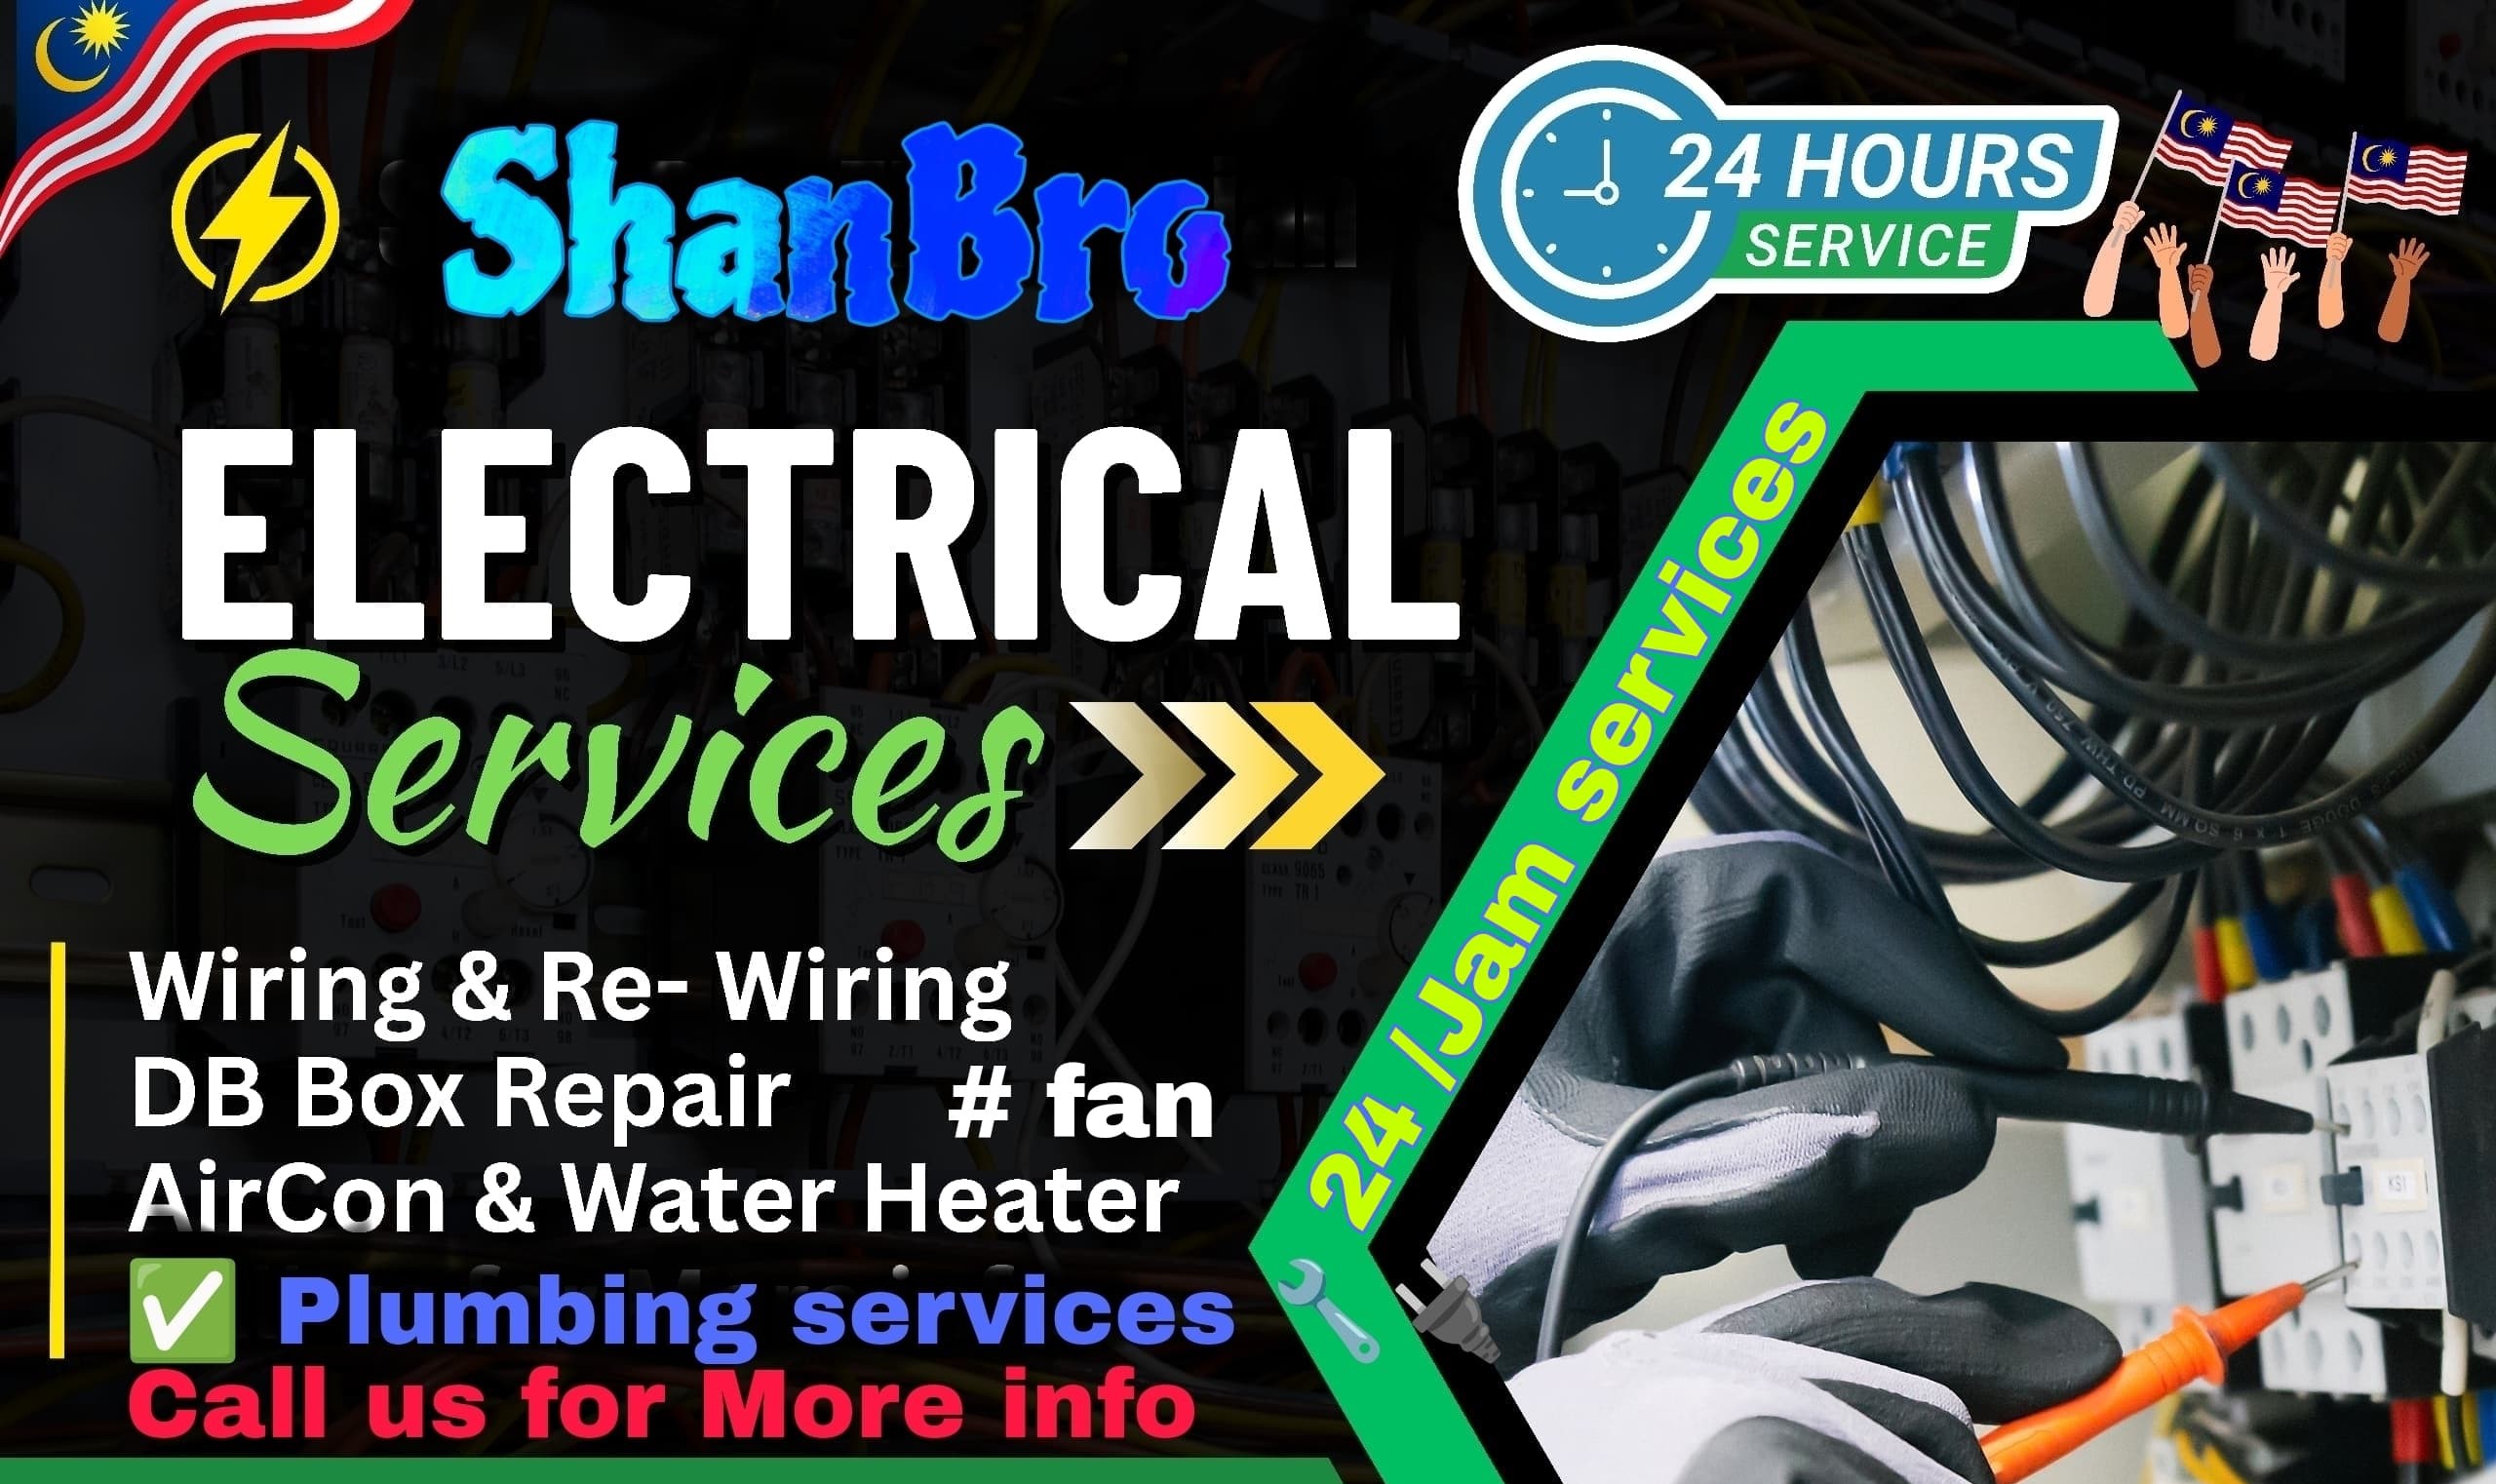 ShanBro
24 HOURS
SERVICE
ELECTRICAL
Services
24 /Jam services
Wiring & Re- Wiring
DB Box Repair
# fan
AirCon & Water Heater
✅ Plumbing services
Call us for More info
KS1